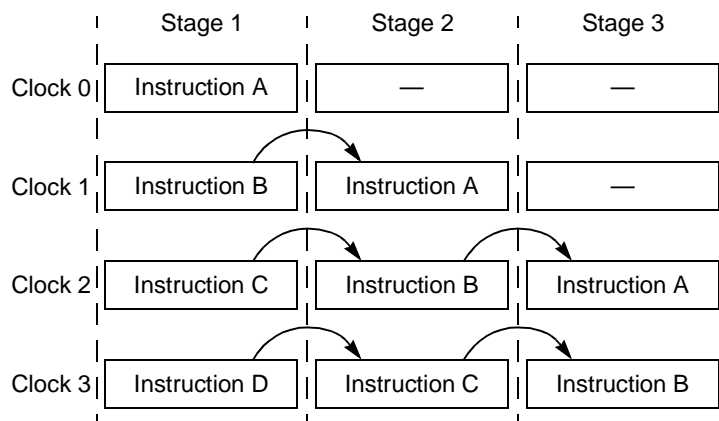 Stage 1 Stage 2 Stage 3
Clock 0 Instruction A — —
Clock 1 Instruction B Instruction A —
Clock 2 Instruction C Instruction B Instruction A
Clock 3 Instruction D Instruction C Instruction B